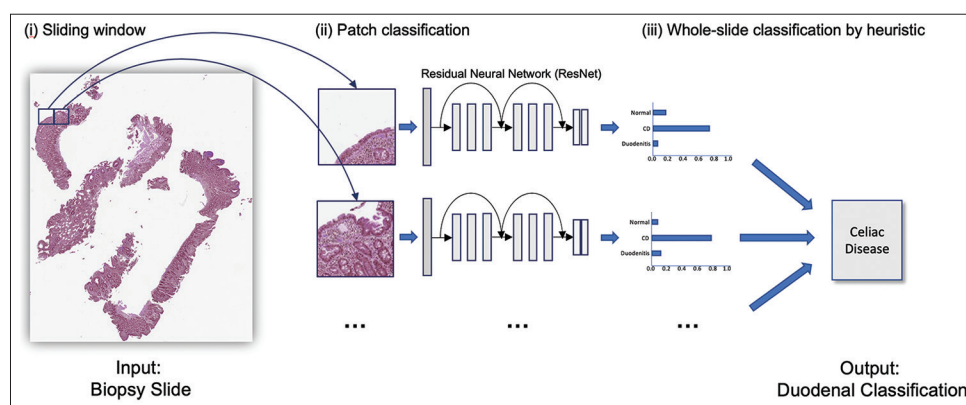 (i) Sliding window
(ii) Patch classification
(iii) Whole-slide classification by heuristic
Residual Neural Network (ResNet)
Normal
CD
Duodenitis
0.0 0.2 0.4 0.6 0.8 1.0
Normal
CD
Duodenitis
0.0 0.2 0.4 0.6 0.8 1.0
Celiac
Disease
... ... ...
Input:
Biopsy Slide
Output:
Duodenal Classification